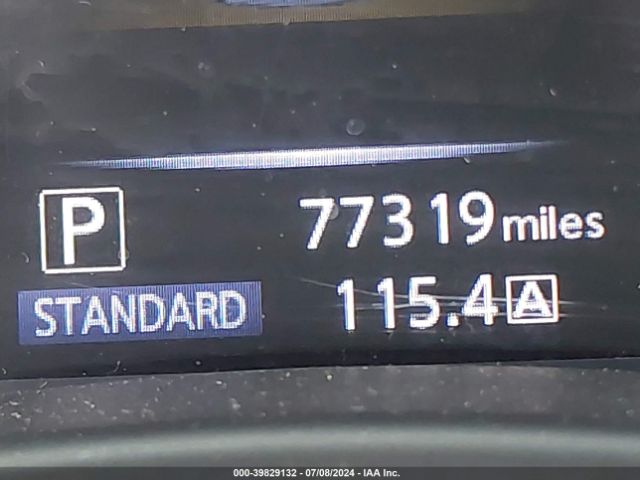 P 77319 miles
STANDARD 115.4 A
000-39829132 - 07/08/2024 - IAA Inc.